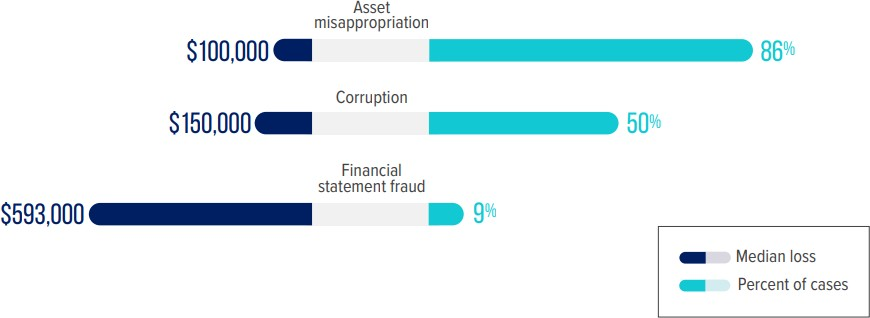 Asset
misappropriation
$100,000
86%
Corruption
$150,000
50%
Financial
statement fraud
$593,000
9%
Median loss
Percent of cases